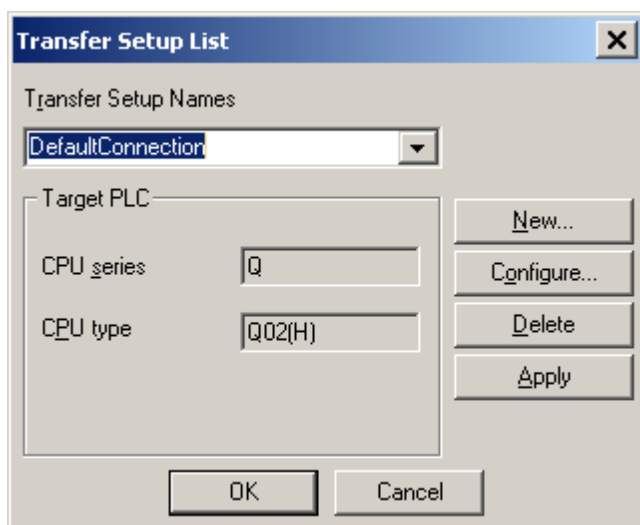 Transfer Setup List
Transfer Setup Names
DefaultConnection
Target PLC
CPU series
Q
CPU type
Q02(H)
New...
Configure...
Delete
Apply
OK
Cancel